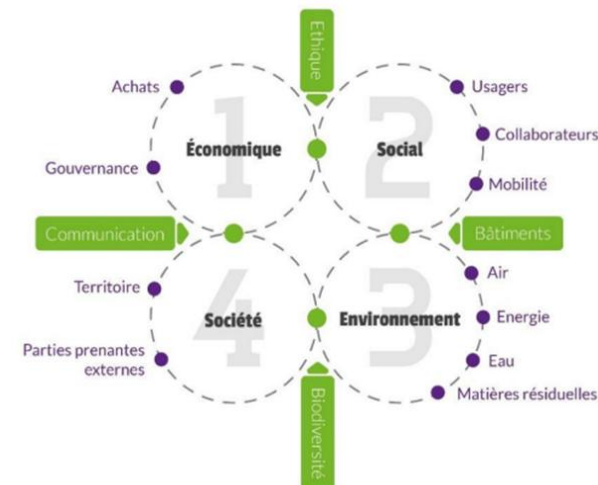 Ethique
Achats
Usagers
1
2
Économique
Social
Collaborateurs
Gouvernance
Mobilité
Communication
Bâtiments
Territoire
Air
4
3
Société
Environnement
Energie
Parties prenantes
externes
Eau
Matières résiduelles
Biodiversité